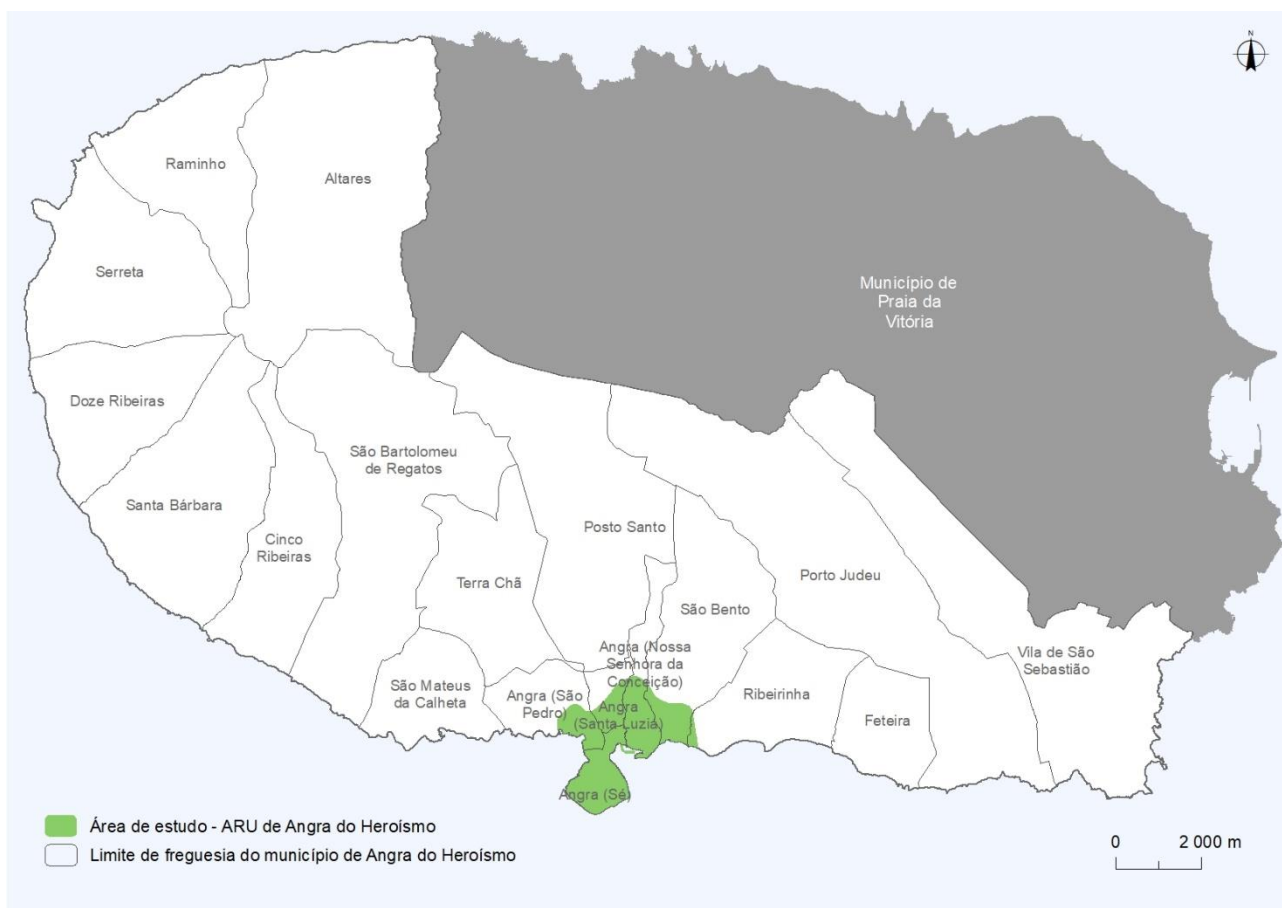 N
Raminho
Altares
Serreta
Município de
Praia da
Vitória
Doze Ribeiras
São Bartolomeu
de Regatos
Santa Bárbara
Cinco
Ribeiras
Posto Santo
Terra Chã
Porto Judeu
São Bento
Angra (Nossa
Senhora da
Conceição)
Vila de São
Sebastião
São Mateus
da Calheta
Angra (São
Pedro)
Angra
(Santa Luzia)
Ribeirinha
Feteira
Angra (Sé)
Área de estudo - ARU de Angra do Heroísmo
Limite de freguesia do município de Angra do Heroísmo
0 2 000 m